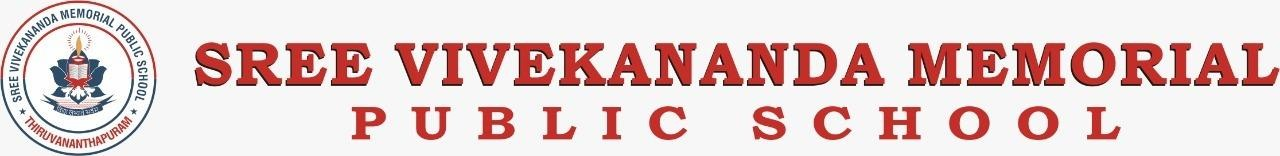 SREE VIVEKANANDA MEMORIAL PUBLIC SCHOOL
★ THIRUVANANTHAPURAM ★
SREE VIVEKANANDA MEMORIAL
PUBLIC SCHOOL